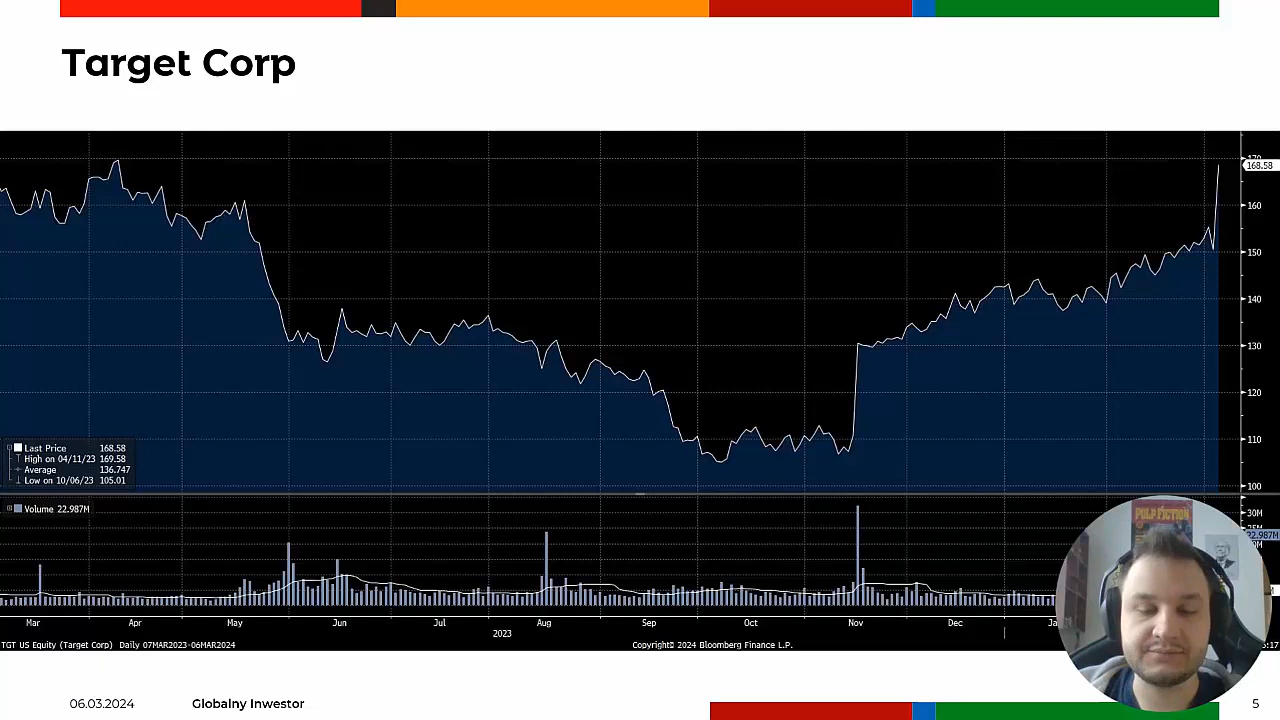 Target Corp
170
168.58
160
150
140
130
120
110
100
Last Price 168.58
High on 04/11/23 169.58
Average 136.747
Low on 10/06/23 105.01
Volume 22.987M
30M
22.987M
PULP FICTION
Mar Apr May Jun Jul Aug Sep Oct Nov Dec
2023
TGT US Equity (Target Corp) Daily 07MAR2023-06MAR2024 Copyright© 2024 Bloomberg Finance L.P.
06.03.2024 Globalny Inwestor 5